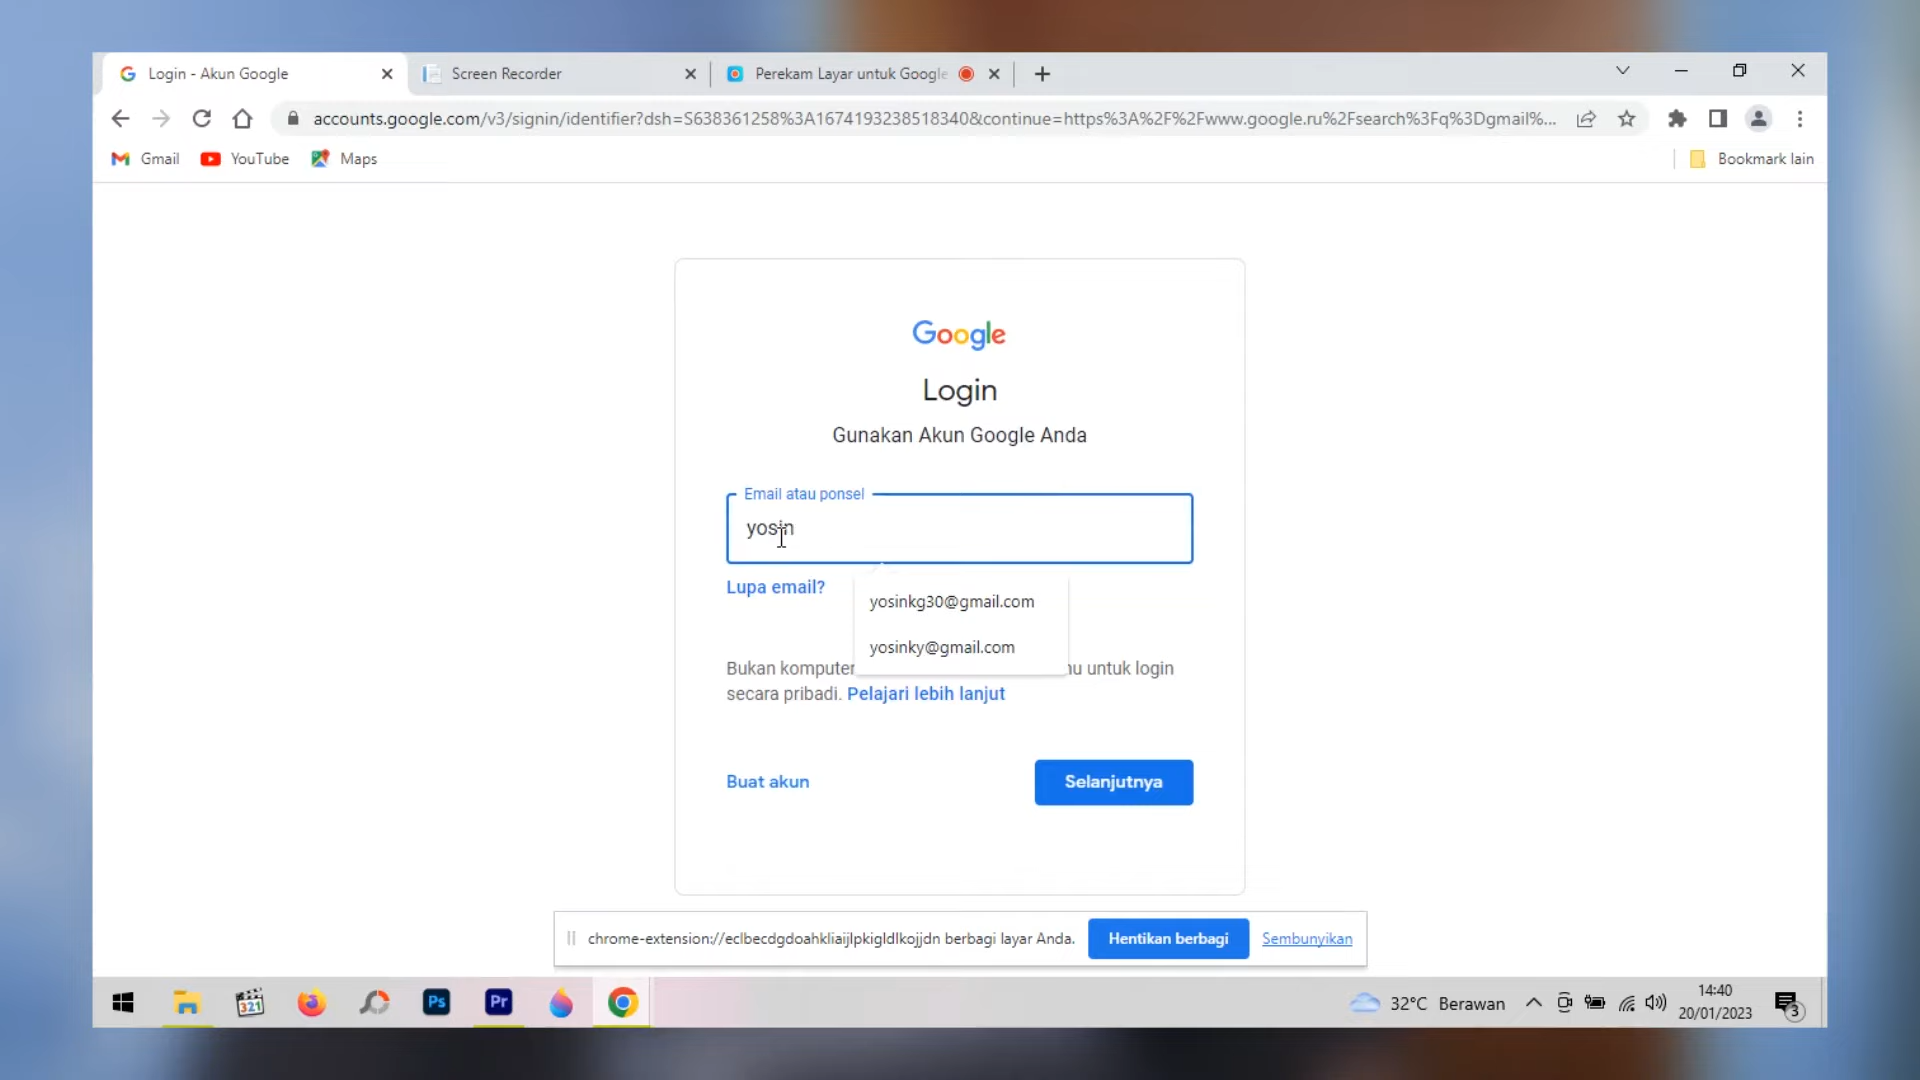 Login - Akun Google
Screen Recorder
Perekam Layar untuk Google
accounts.google.com/v3/signin/identifier?dsh=S638361258%3A1674193238518340&continue=https%3A%2F%2Fwww.google.ru%2Fsearch%3Fq%3Dgmail%...
Gmail
YouTube
Maps
Bookmark lain
Google
Login
Gunakan Akun Google Anda
Email atau ponsel
yosin
Lupa email?
yosinkg30@gmail.com
yosinky@gmail.com
Bukan komputer
untuk login
secara pribadi. Pelajari lebih lanjut
Buat akun
Selanjutnya
chrome-extension://eclbecdgdoahkliaijlpkigldlkojjdn berbagi layar Anda.
Hentikan berbagi
Sembunyikan
321
Ps
Pr
32°C Berawan
14:40
20/01/2023
3